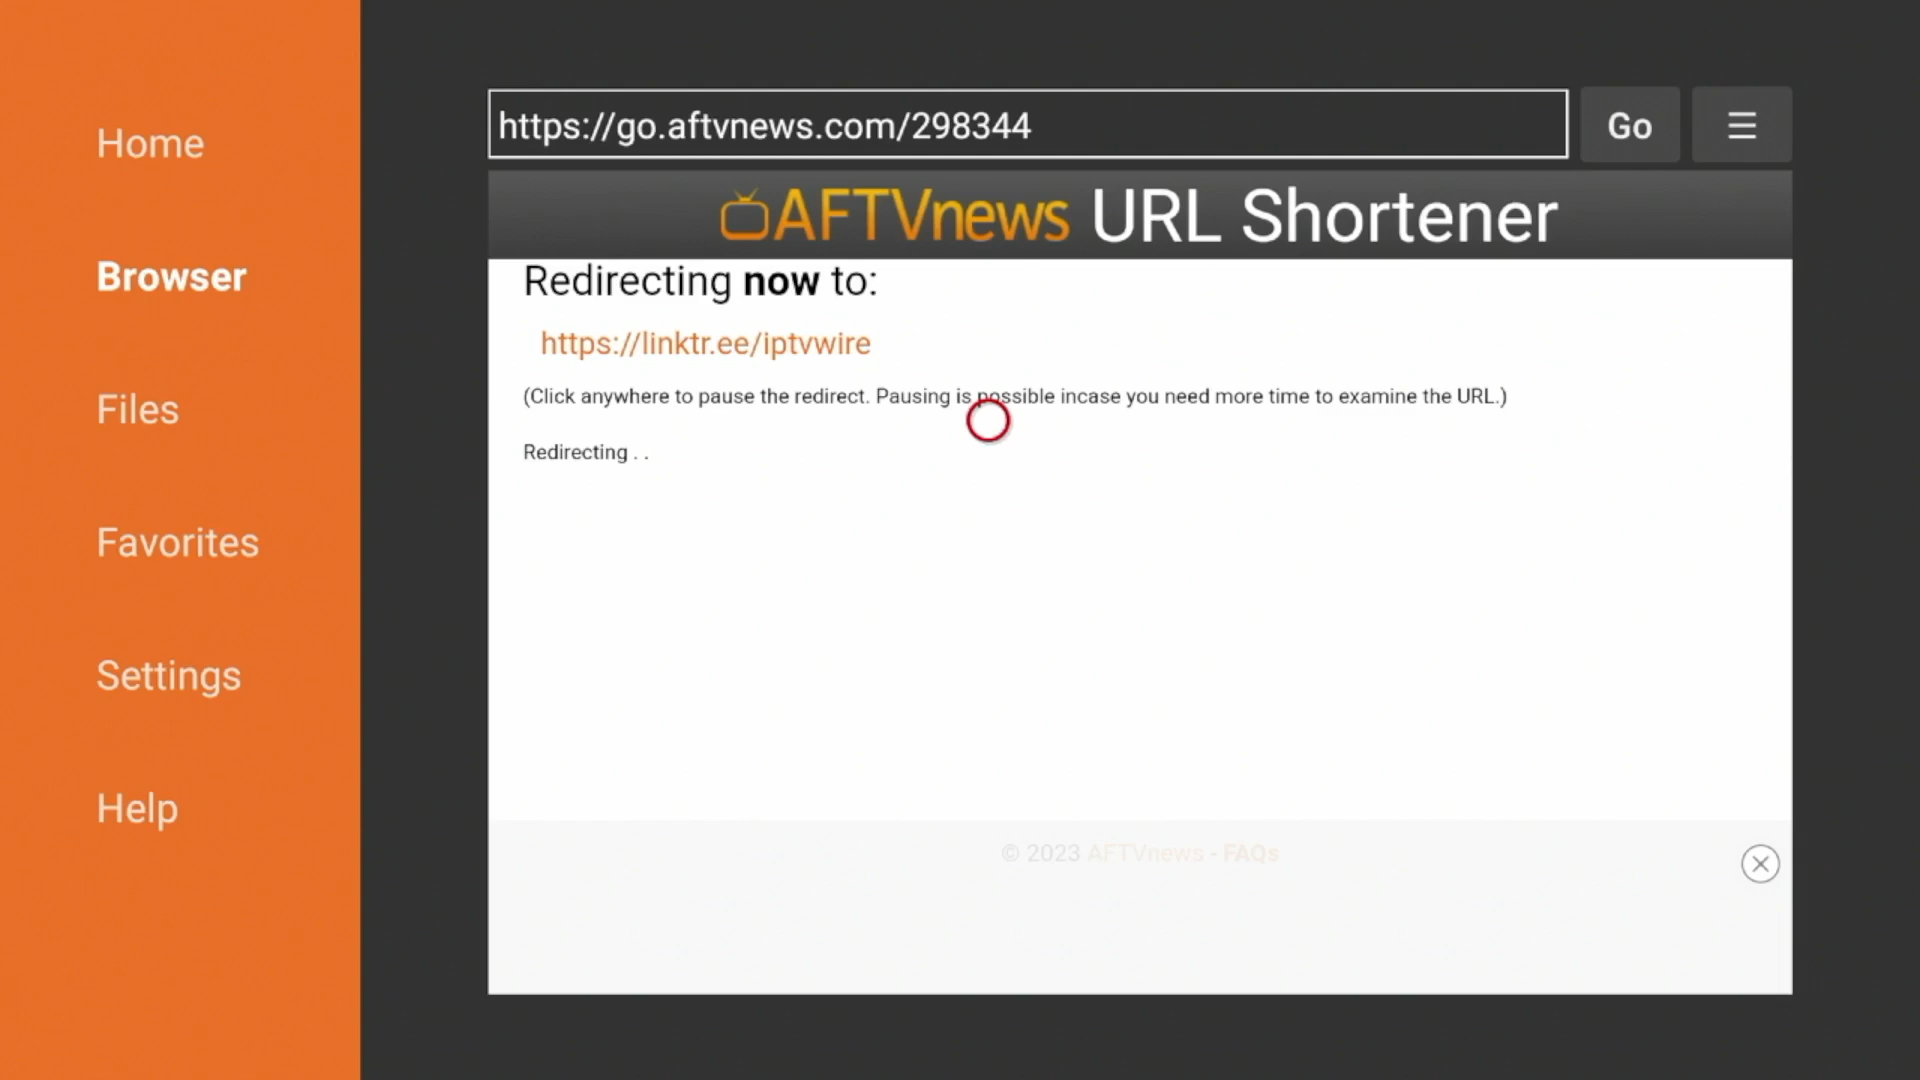 Home
Browser
Files
Favorites
Settings
Help
https://go.aftvnews.com/298344
Go
AFTVnews URL Shortener
Redirecting now to:
https://linktr.ee/iptvwire
(Click anywhere to pause the redirect. Pausing is possible incase you need more time to examine the URL.)
Redirecting . .
© 2023 AFTVnews - FAQs